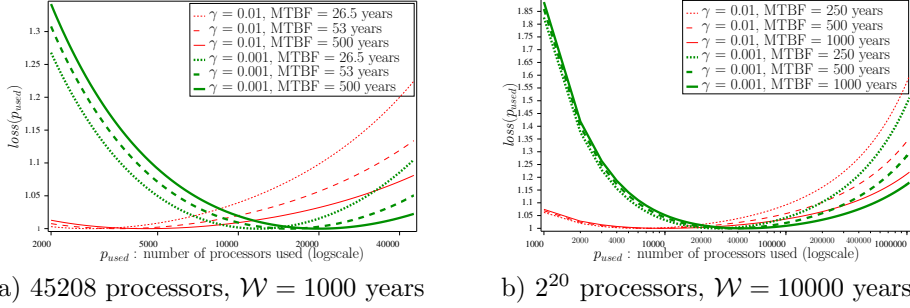 γ = 0.01, MTBF = 26.5 years
γ = 0.01, MTBF = 53 years
γ = 0.01, MTBF = 500 years
γ = 0.001, MTBF = 26.5 years
γ = 0.001, MTBF = 53 years
γ = 0.001, MTBF = 500 years
loss(p_used)
1.3
1.25
1.2
1.15
1.1
1.05
1
2000
5000
10000
20000
40000
p_used : number of processors used (logscale)
a) 45208 processors, W = 1000 years
γ = 0.01, MTBF = 250 years
γ = 0.01, MTBF = 500 years
γ = 0.01, MTBF = 1000 years
γ = 0.001, MTBF = 250 years
γ = 0.001, MTBF = 500 years
γ = 0.001, MTBF = 1000 years
loss(p_used)
1.85
1.8
1.75
1.7
1.65
1.6
1.55
1.5
1.45
1.4
1.35
1.3
1.25
1.2
1.15
1.1
1.05
1
1000
2000
4000
10000
20000
40000
100000
200000
400000
1000000
p_used : number of processors used (logscale)
b) 2^20 processors, W = 10000 years